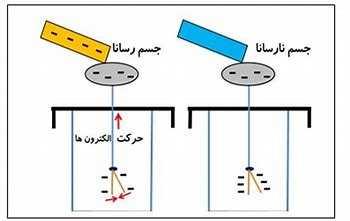 جسم نارسانا
جسم رسانا
حرکت الکترون ها